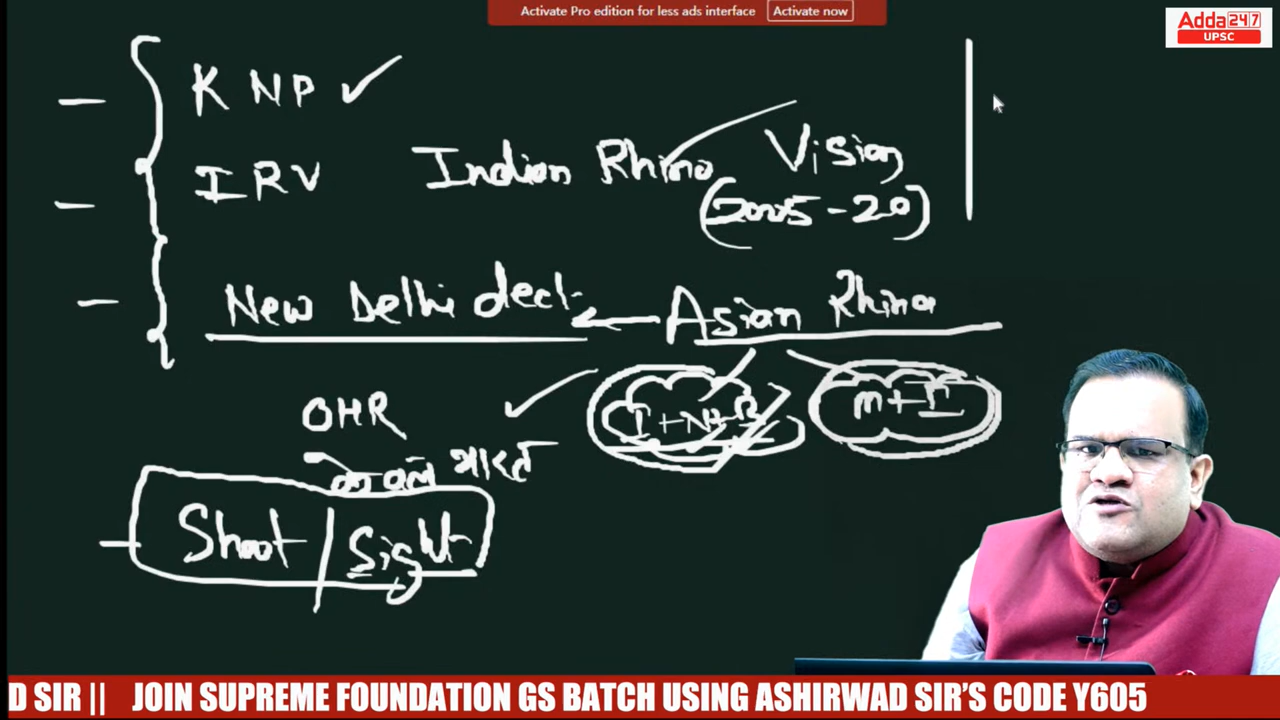 Activate Pro edition for less ads interface Activate now
Adda247
UPSC
KNP
IRV Indian Rhino Vision
(2005-20)
New Delhi decl. Asian Rhino
OHR I+N+B M+I
भारत
Shoot / Sight
D SIR || JOIN SUPREME FOUNDATION GS BATCH USING ASHIRWAD SIR'S CODE Y605